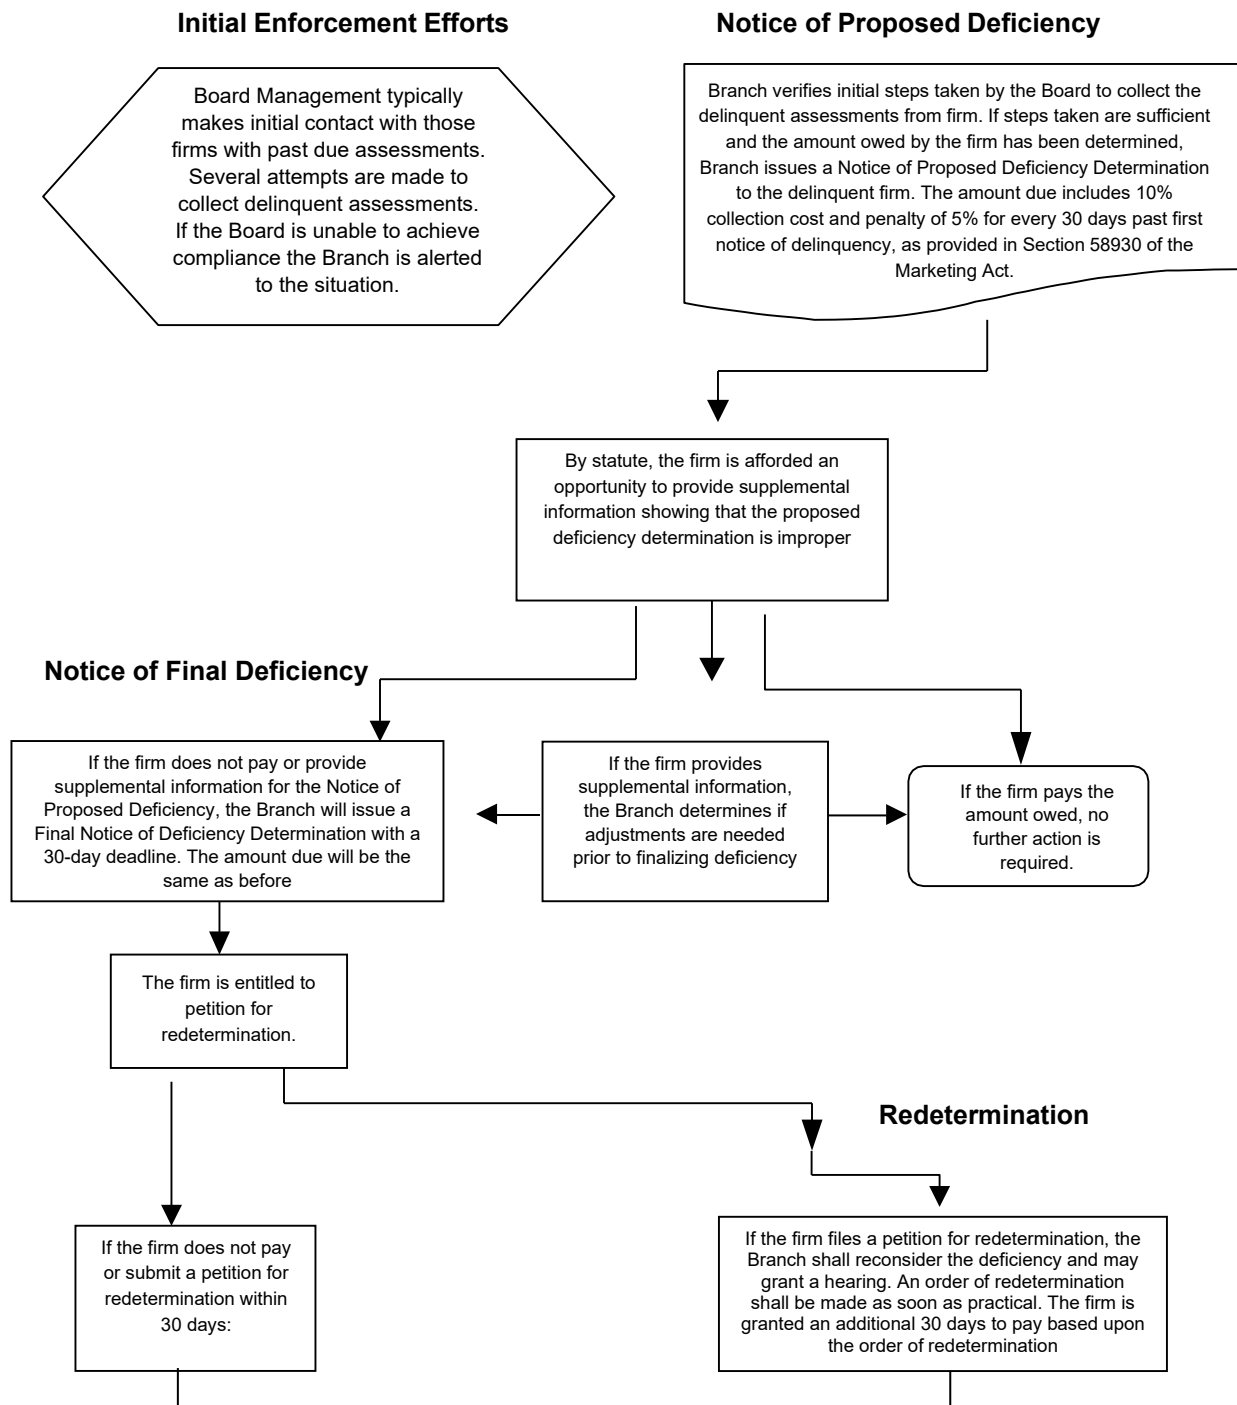 Initial Enforcement Efforts
Board Management typically
makes initial contact with those
firms with past due assessments.
Several attempts are made to
collect delinquent assessments.
If the Board is unable to achieve
compliance the Branch is alerted
to the situation.
Notice of Proposed Deficiency
Branch verifies initial steps taken by the Board to collect the
delinquent assessments from firm. If steps taken are sufficient
and the amount owed by the firm has been determined,
Branch issues a Notice of Proposed Deficiency Determination
to the delinquent firm. The amount due includes 10%
collection cost and penalty of 5% for every 30 days past first
notice of delinquency, as provided in Section 58930 of the
Marketing Act.
By statute, the firm is afforded an
opportunity to provide supplemental
information showing that the proposed
deficiency determination is improper
Notice of Final Deficiency
If the firm does not pay or provide
supplemental information for the Notice of
Proposed Deficiency, the Branch will issue a
Final Notice of Deficiency Determination with a
30-day deadline. The amount due will be the
same as before
If the firm provides
supplemental information,
the Branch determines if
adjustments are needed
prior to finalizing deficiency
If the firm pays the
amount owed, no
further action is
required.
The firm is entitled to
petition for
redetermination.
Redetermination
If the firm does not pay
or submit a petition for
redetermination within
30 days:
If the firm files a petition for redetermination, the
Branch shall reconsider the deficiency and may
grant a hearing. An order of redetermination
shall be made as soon as practical. The firm is
granted an additional 30 days to pay based upon
the order of redetermination